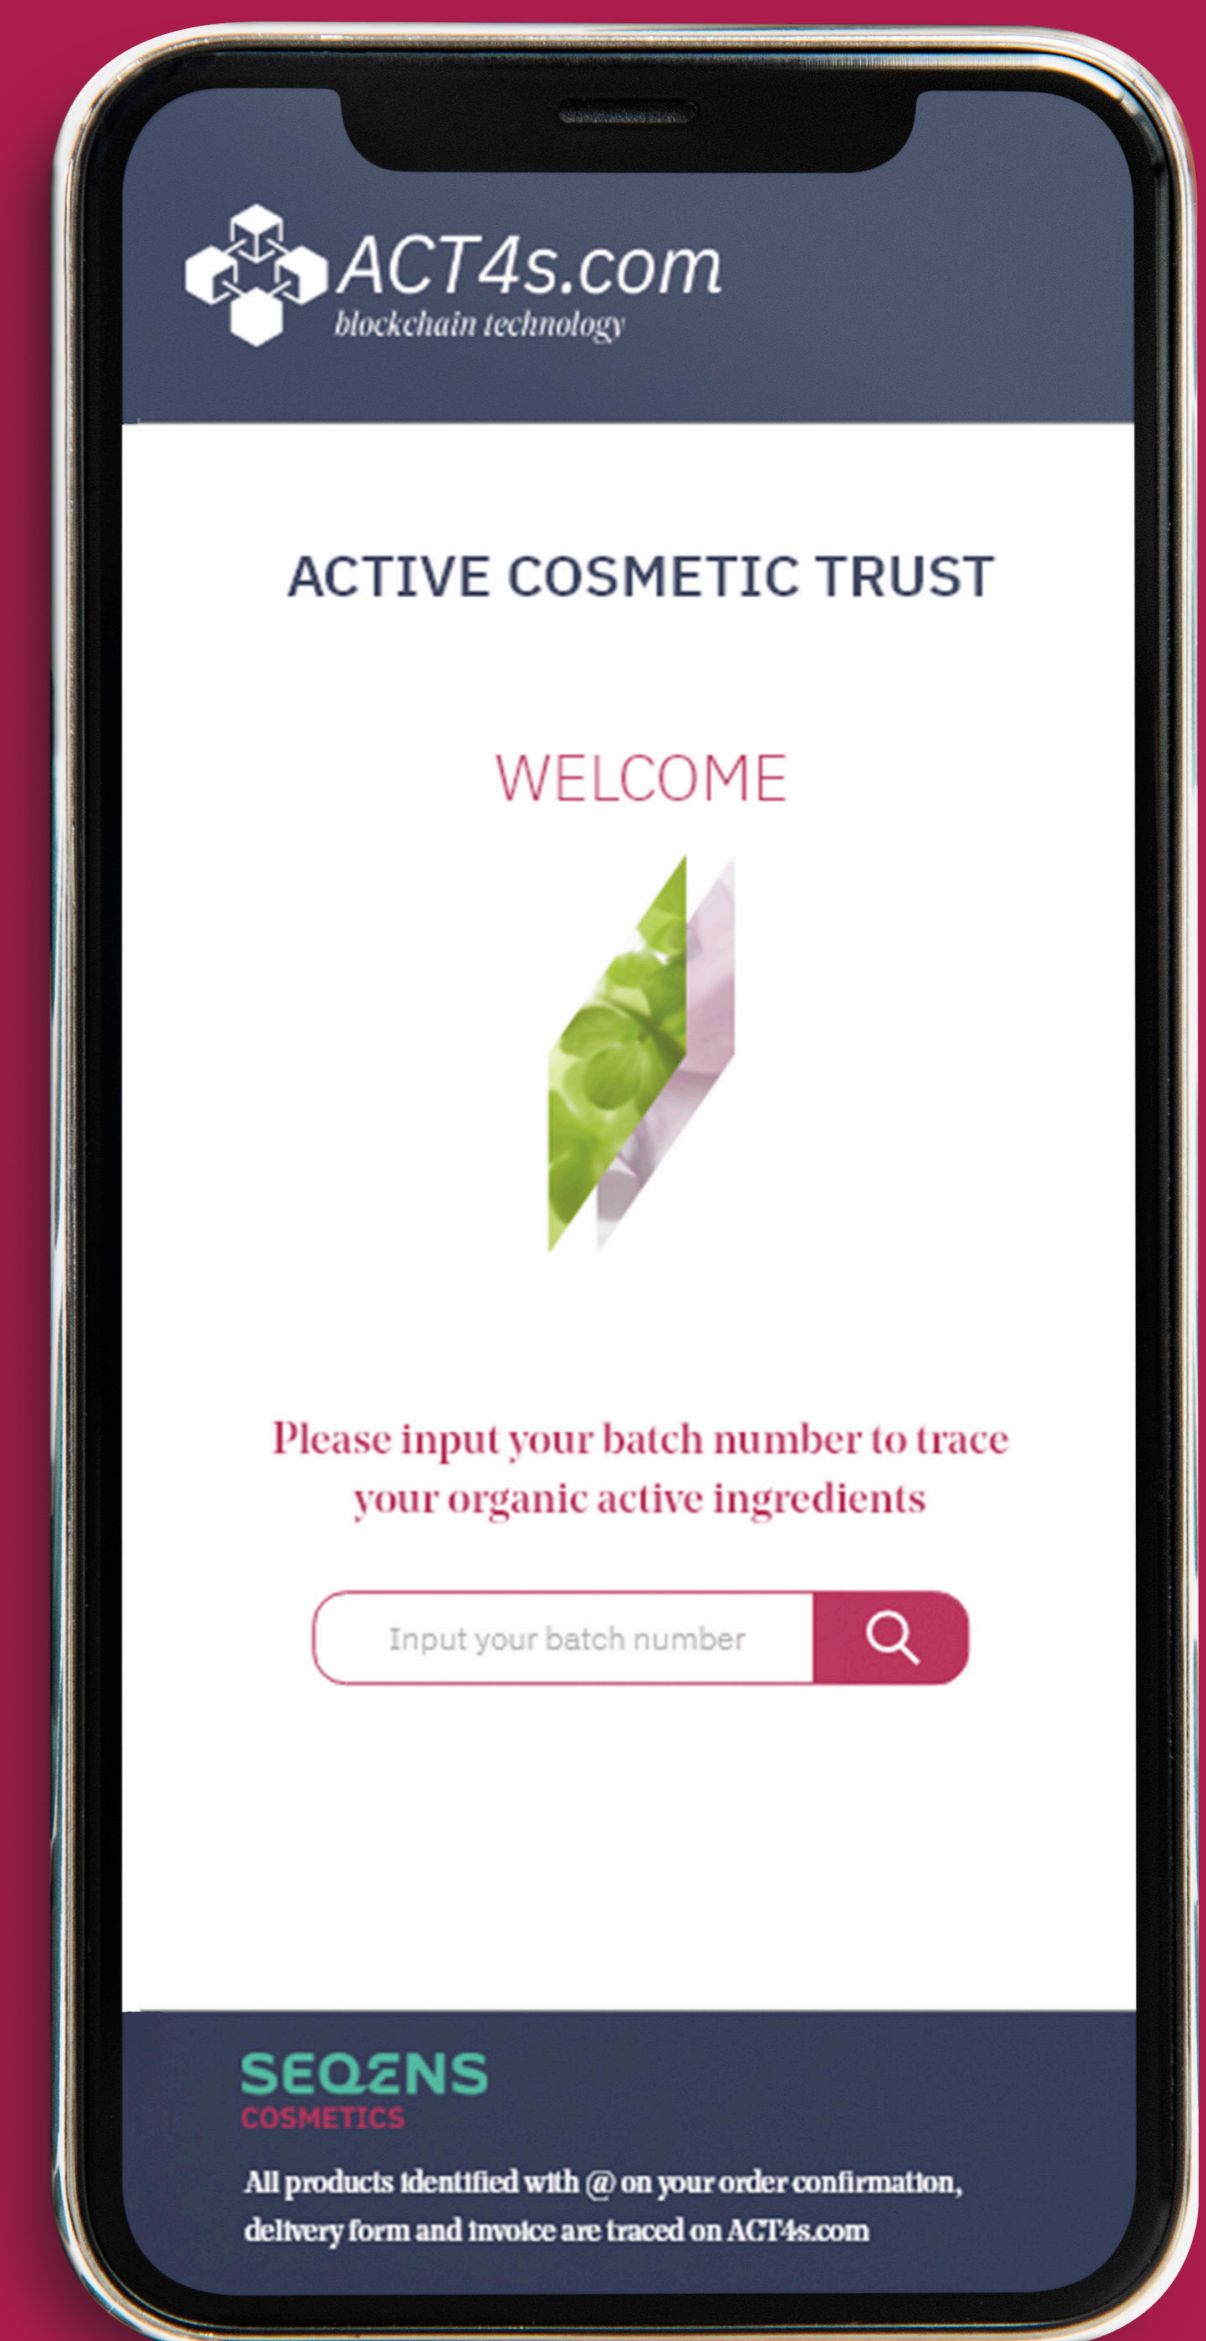 ACT4s.com
blockchain technology
ACTIVE COSMETIC TRUST
WELCOME
Please input your batch number to trace
your organic active ingredients
Input your batch number
SEQENS
COSMETICS
All products identified with @ on your order confirmation,
delivery form and invoice are traced on ACT4s.com